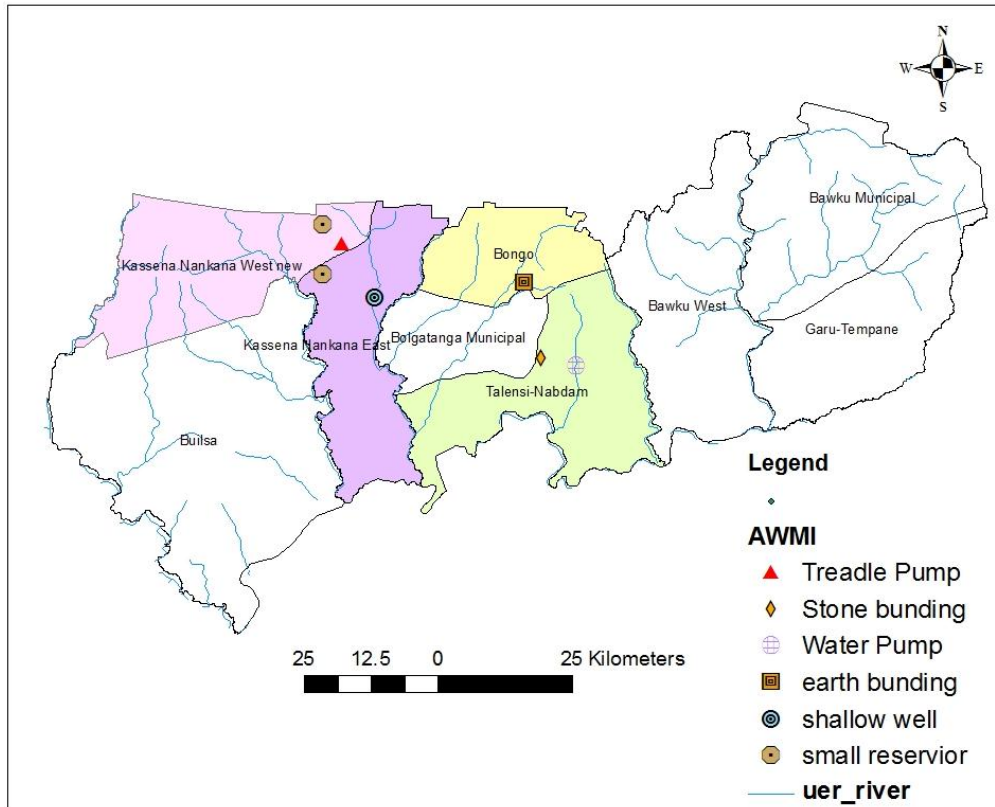 N
W E
S
Bawku Municipal
Bongo
Kassena Nankana West new
Bawku West
Garu-Tempane
Kassena Nankana East
Bolgatanga Municipal
Talensi-Nabdam
Builsa
25 12.5 0 25 Kilometers
Legend
AWMI
Treadle Pump
Stone bunding
Water Pump
earth bunding
shallow well
small reservior
uer_river